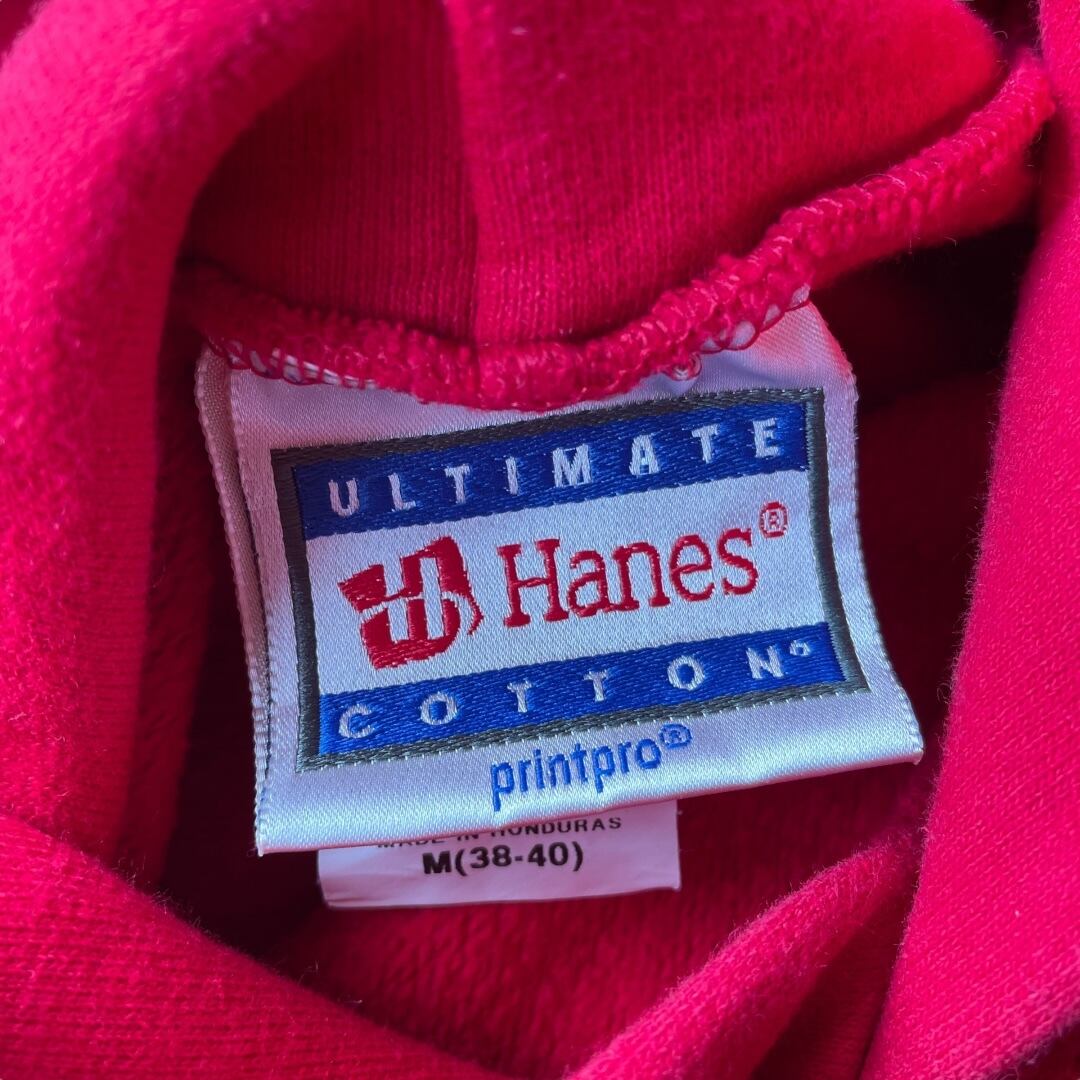 ULTIMATE
Hanes®
COTTON®
printpro®
MADE IN HONDURAS
M(38-40)